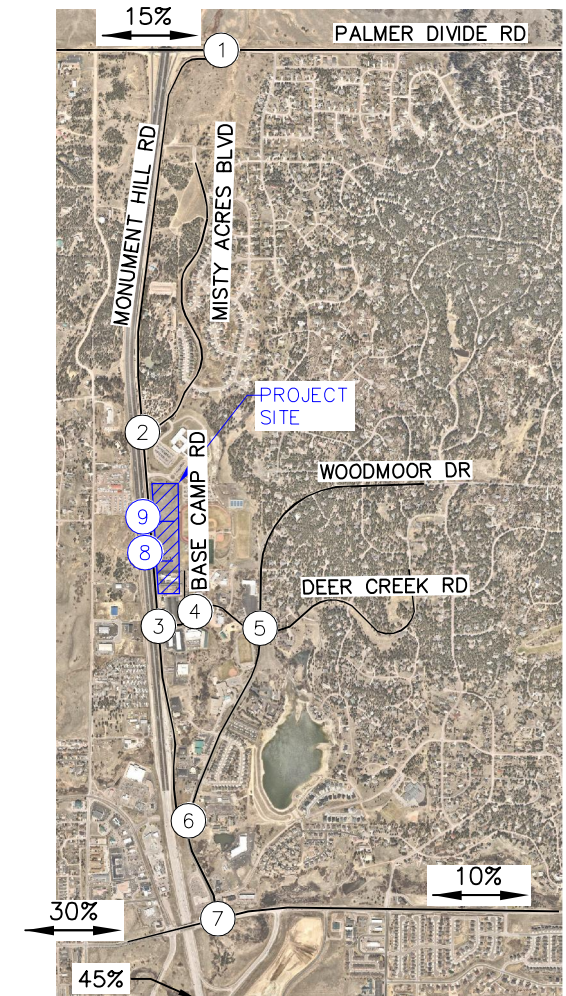 15%
PALMER DIVIDE RD
1
MONUMENT HILL RD
MISTY ACRES BLVD
PROJECT
SITE
2
BASE CAMP RD
WOODMOOR DR
9
8
DEER CREEK RD
3
4
5
6
10%
30%
7
45%